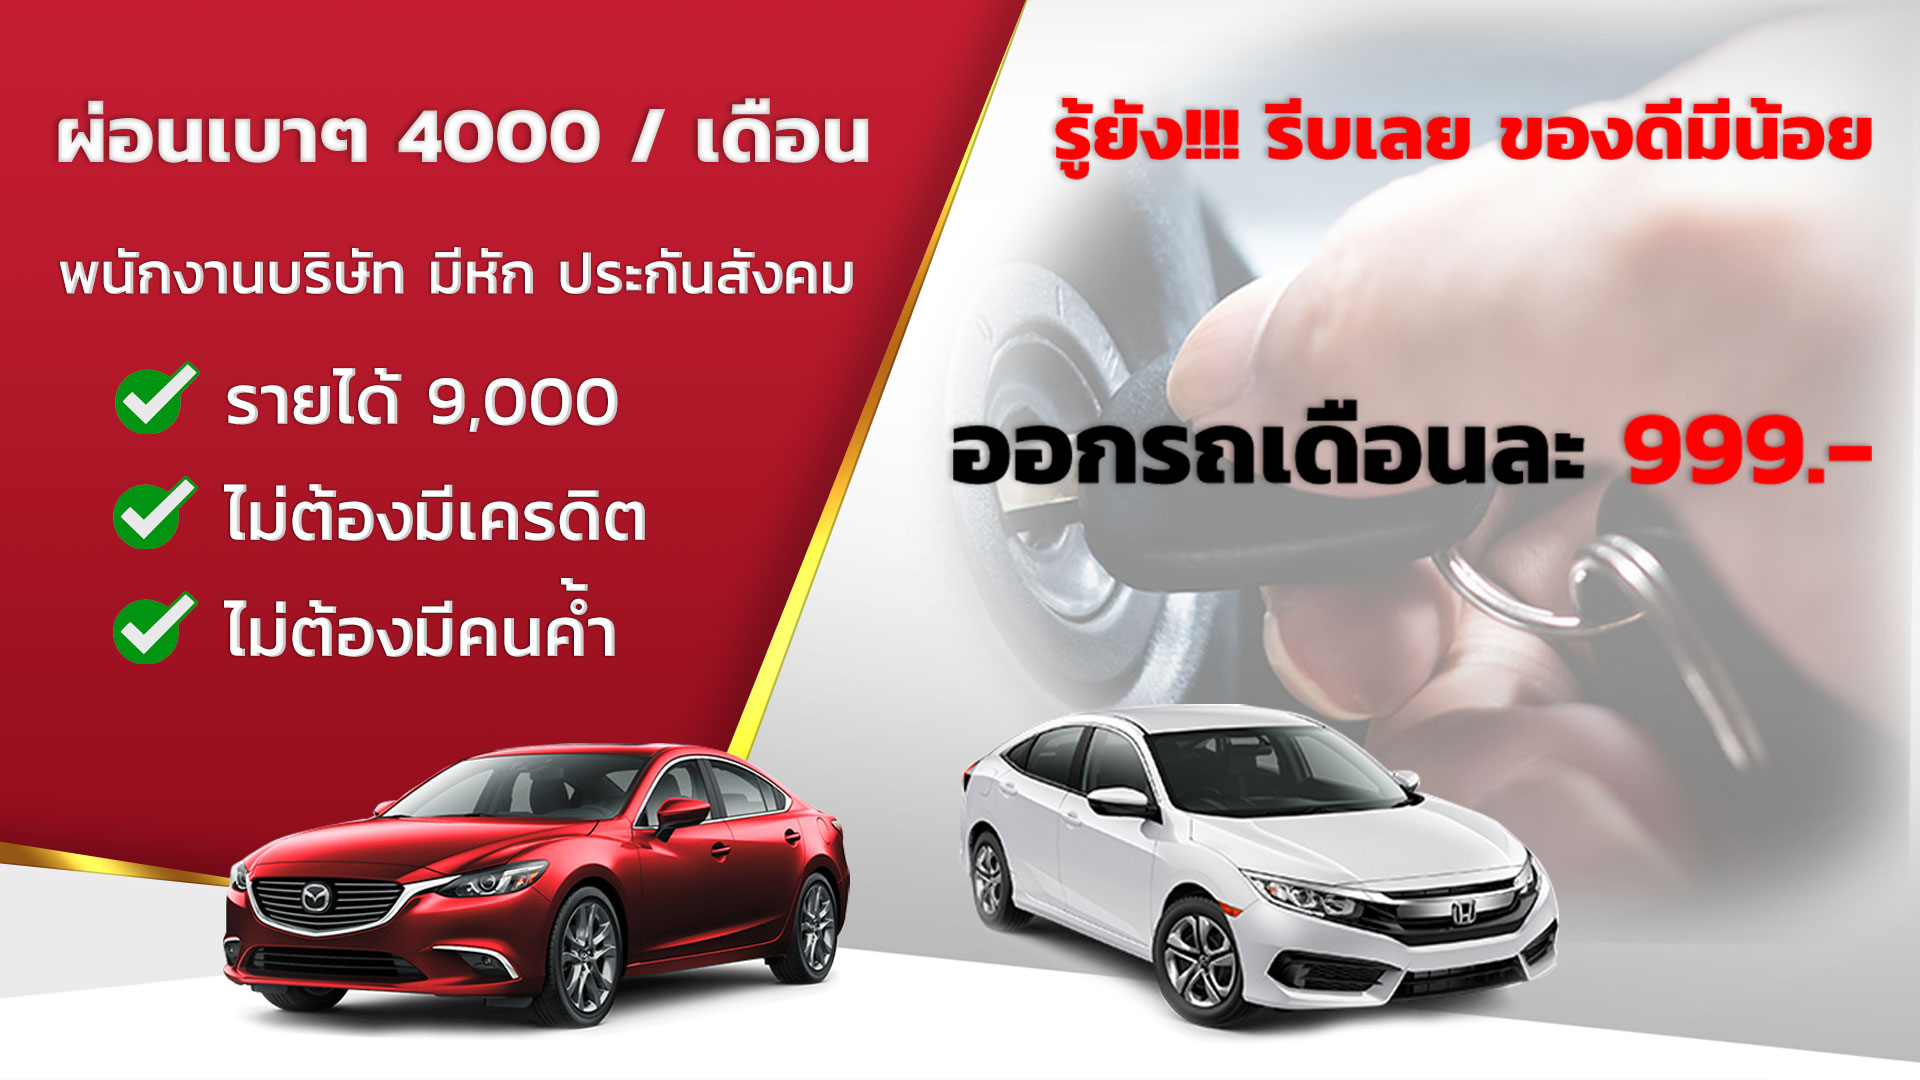 ผ่อนเบาๆ 4000 / เดือน
พนักงานบริษัท มีหัก ประกันสังคม
รายได้ 9,000
ไม่ต้องมีเครดิต
ไม่ต้องมีคนค้ำ
รู้ยัง!!! รีบเลย ของดีมีน้อย
ออกรถเดือนละ 999.-